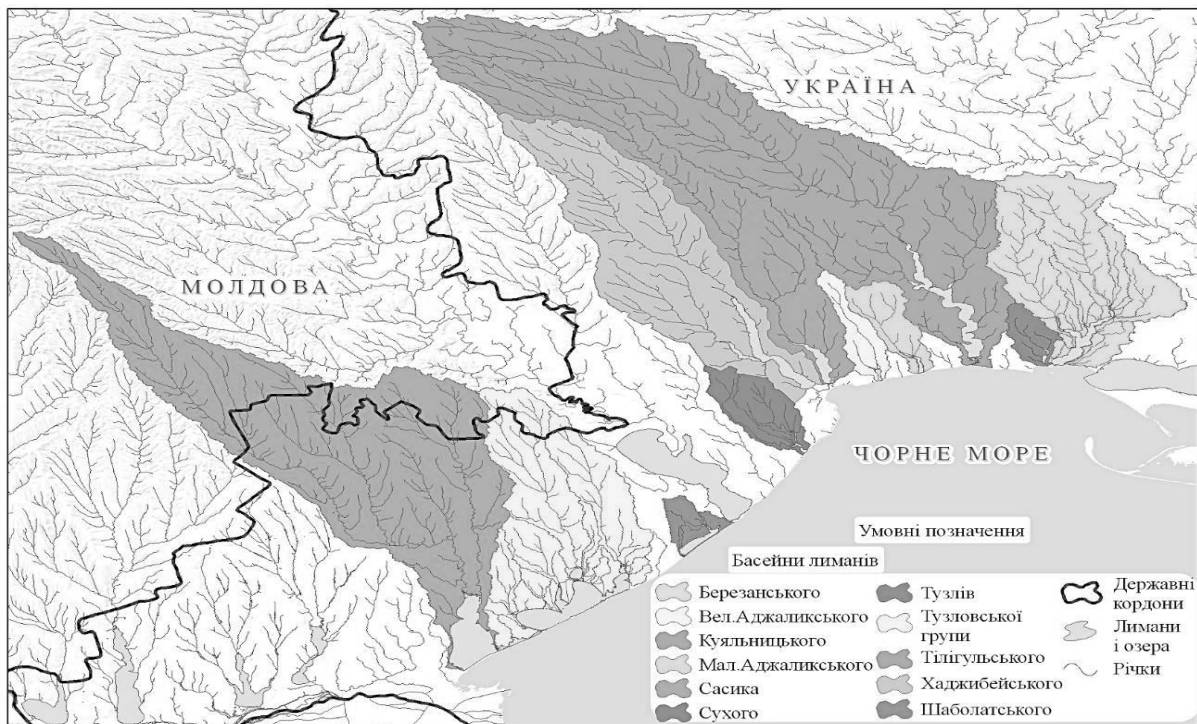 УКРАЇНА
МОЛДОВА
ЧОРНЕ МОРЕ
Умовні позначення
Басейни лиманів
Березанського
Вел.Аджаликського
Куяльницького
Мал.Аджаликського
Сасика
Сухого
Тузлів
Тузловської
групи
Тілігульського
Хаджибейського
Шаболатського
Державні
кордони
Лимани
і озера
Річки